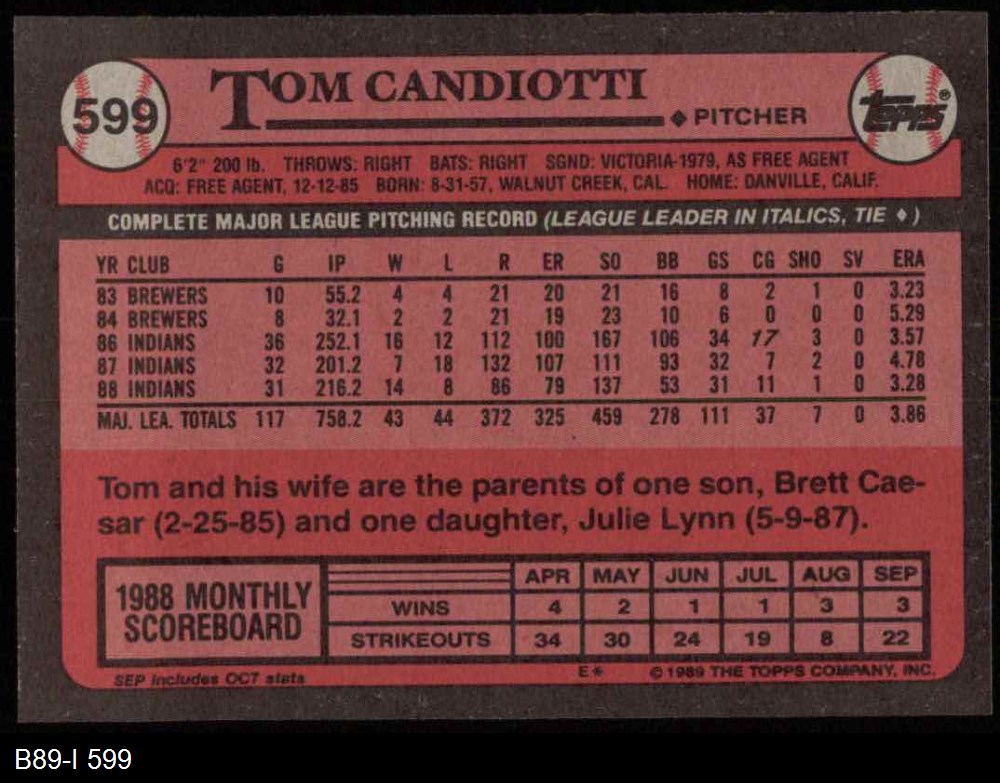 599
TOM CANDIOTTI
♦ PITCHER
TOPPS®
6'2" 200 lb. THROWS: RIGHT BATS: RIGHT SGND: VICTORIA-1979, AS FREE AGENT
ACQ: FREE AGENT, 12-12-85 BORN: 8-31-57, WALNUT CREEK, CAL. HOME: DANVILLE, CALIF.
COMPLETE MAJOR LEAGUE PITCHING RECORD (LEAGUE LEADER IN ITALICS, TIE ♦ )
YR CLUB G IP W L R ER SO BB GS CG SHO SV ERA
83 BREWERS 10 55.2 4 4 21 20 21 16 8 2 1 0 3.23
84 BREWERS 8 32.1 2 2 21 19 23 10 6 0 0 0 5.29
86 INDIANS 36 252.1 16 12 112 100 167 106 34 17 3 0 3.57
87 INDIANS 32 201.2 7 18 132 107 111 93 32 7 2 0 4.78
88 INDIANS 31 216.2 14 8 86 79 137 53 31 11 1 0 3.28
MAJ. LEA. TOTALS 117 758.2 43 44 372 325 459 278 111 37 7 0 3.86
Tom and his wife are the parents of one son, Brett Cae-
sar (2-25-85) and one daughter, Julie Lynn (5-9-87).
1988 MONTHLY
SCOREBOARD
APR MAY JUN JUL AUG SEP
WINS 4 2 1 1 3 3
STRIKEOUTS 34 30 24 19 8 22
SEP includes OCT stats
E* © 1989 THE TOPPS COMPANY, INC.
B89-I 599